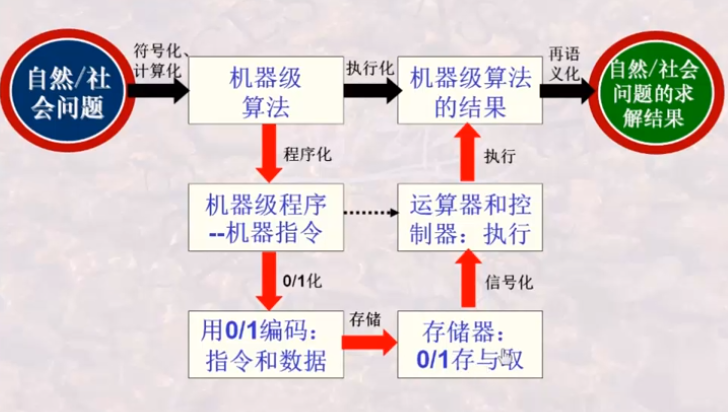 自然/社
会问题
符号化、
计算化
机器级
算法
执行化
机器级算法
的结果
再语
义化
自然/社会
问题的求
解结果
程序化
执行
机器级程序
--机器指令
运算器和控
制器：执行
0/1化
信号化
用0/1编码：
指令和数据
存储
存储器：
0/1存与取